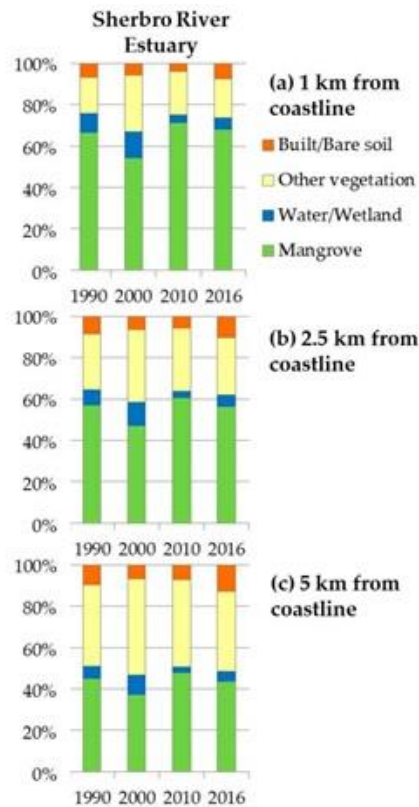 Sherbro River
Estuary
100%
80%
60%
40%
20%
0%
1990 2000 2010 2016
(a) 1 km from
coastline
Built/Bare soil
Other vegetation
Water/Wetland
Mangrove
100%
80%
60%
40%
20%
0%
1990 2000 2010 2016
(b) 2.5 km from
coastline
100%
80%
60%
40%
20%
0%
1990 2000 2010 2016
(c) 5 km from
coastline